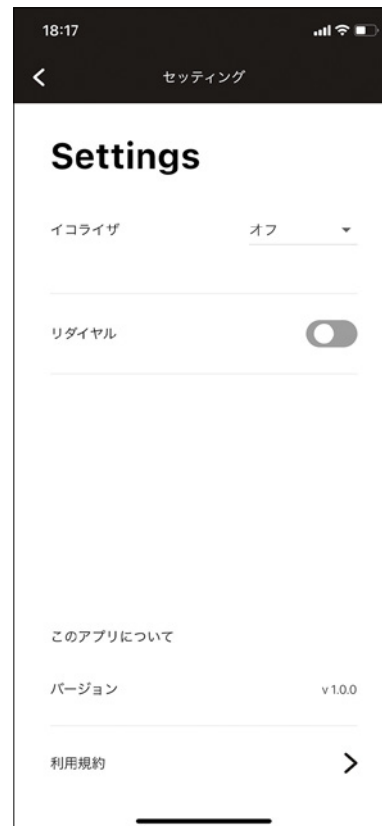 18:17
セッティング
Settings
イコライザ オフ
リダイヤル
このアプリについて
バージョン v 1.0.0
利用規約